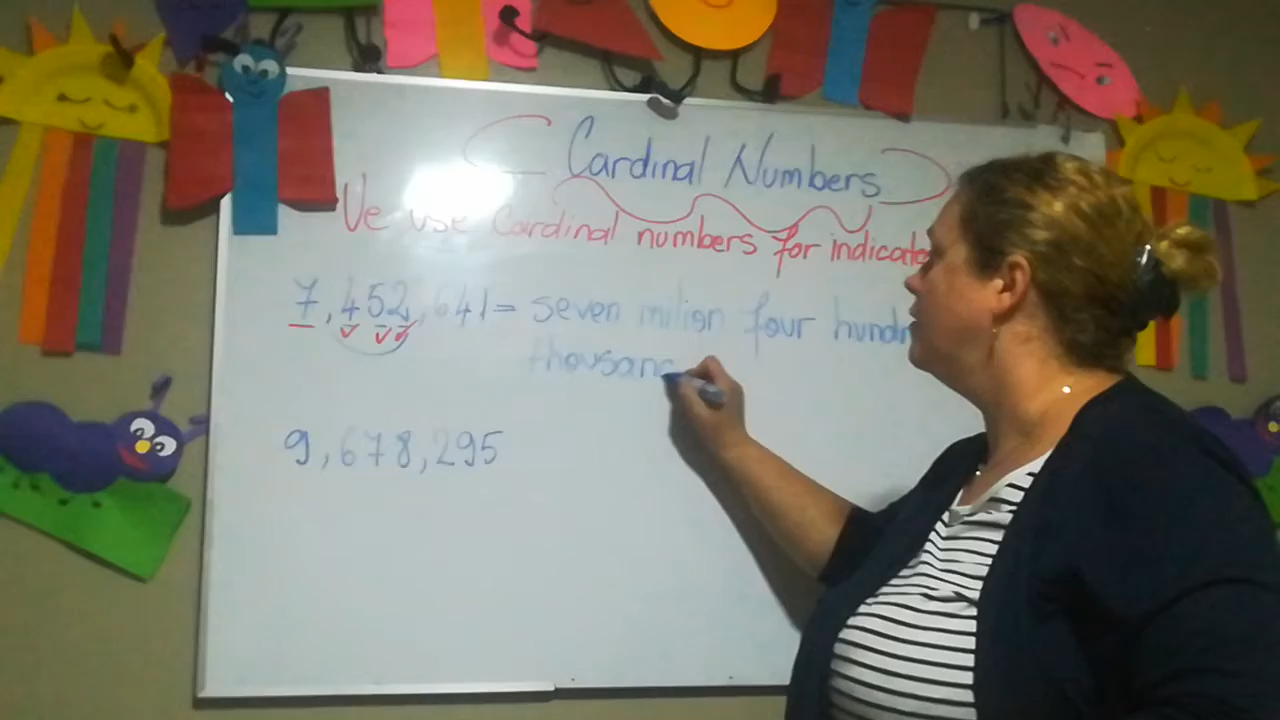 Cardinal Numbers
We use Cardinal numbers for indicate
7,452,641= seven milion four hundr
thousand
9,678,295